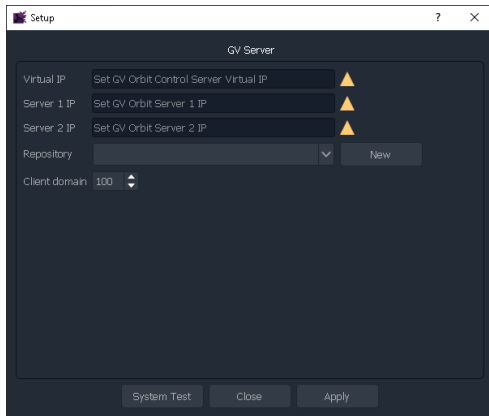 Setup
GV Server
Virtual IP Set GV Orbit Control Server Virtual IP
Server 1 IP Set GV Orbit Server 1 IP
Server 2 IP Set GV Orbit Server 2 IP
Repository New
Client domain 100
System Test Close Apply